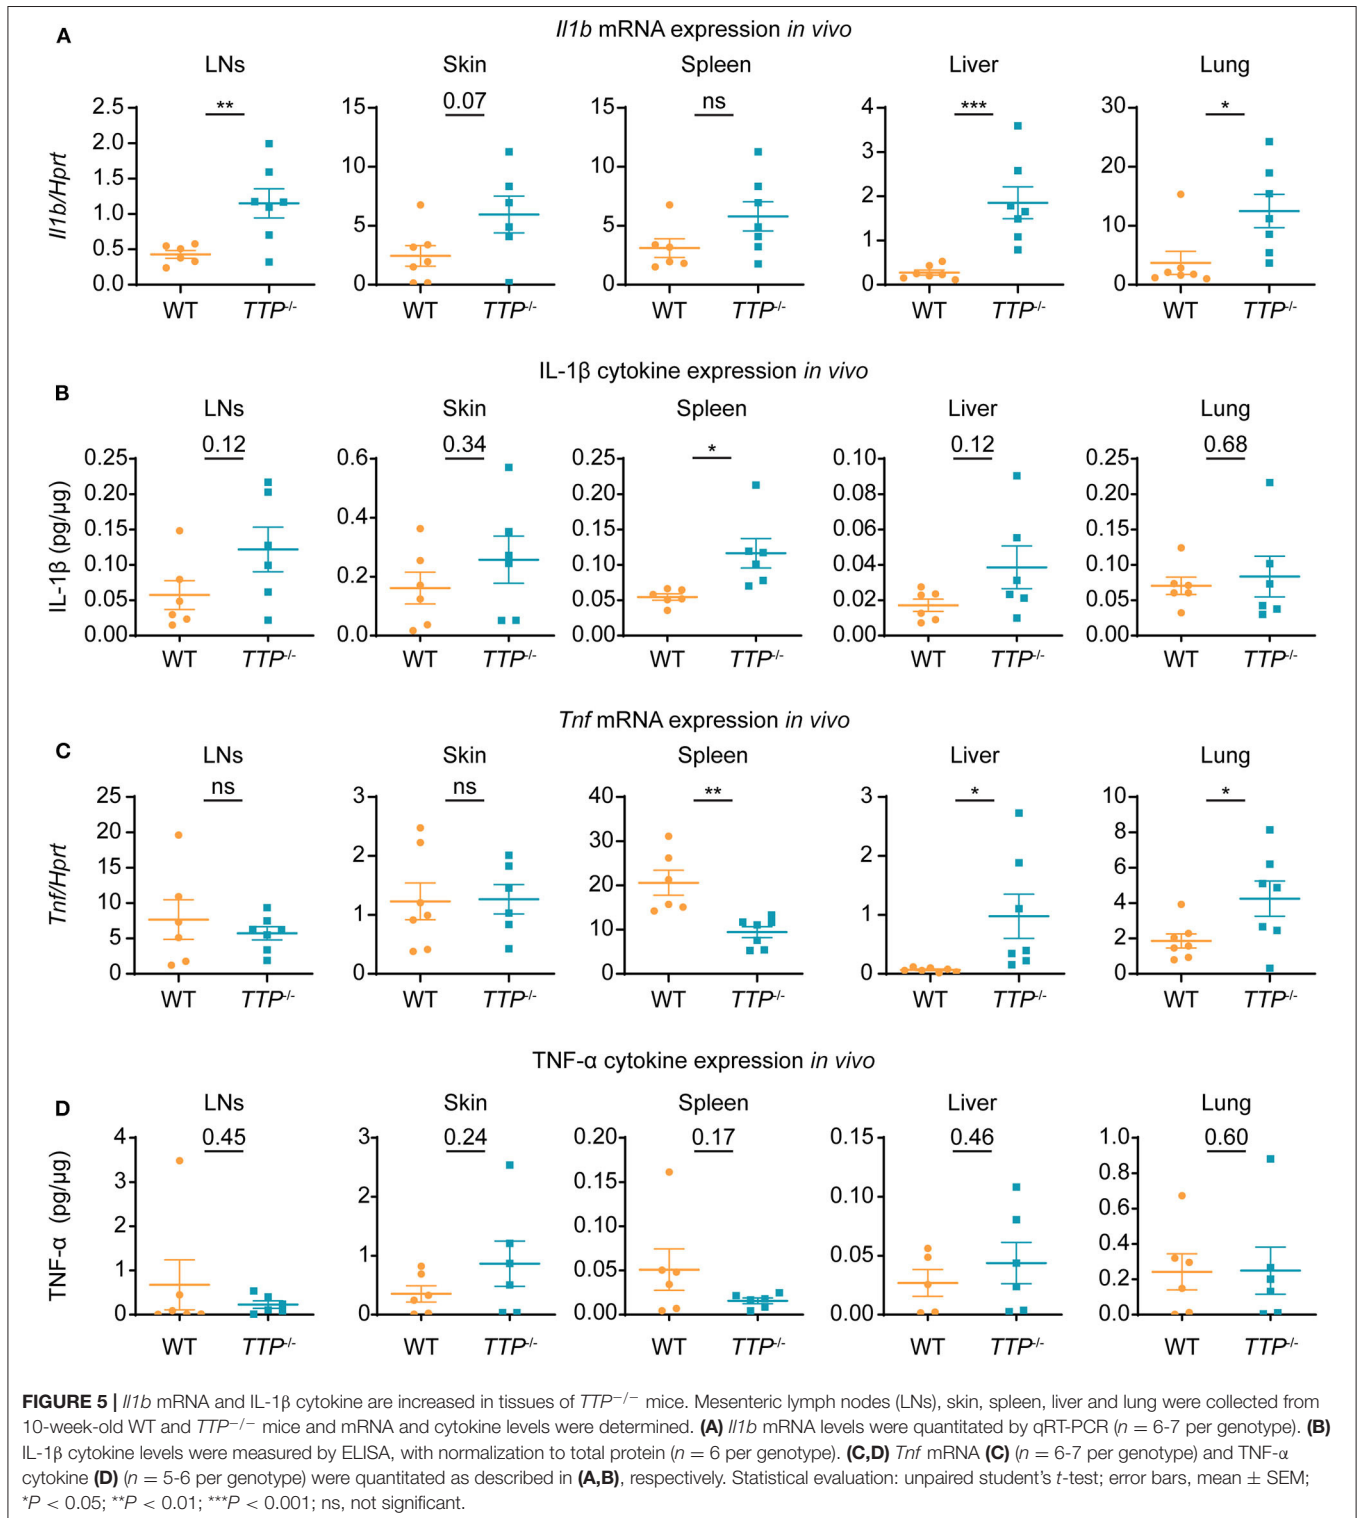 A
Il1b mRNA expression in vivo
LNs Skin Spleen Liver Lung
** 0.07 ns *** *
Il1b/Hprt
2.5 2.0 1.5 1.0 0.5 0.0
15 10 5 0
15 10 5 0
4 3 2 1 0
30 20 10 0
WT TTP-/- WT TTP-/- WT TTP-/- WT TTP-/- WT TTP-/-
B
IL-1β cytokine expression in vivo
LNs Skin Spleen Liver Lung
0.12 0.34 * 0.12 0.68
IL-1β (pg/µg)
0.25 0.20 0.15 0.10 0.05 0.00
0.6 0.4 0.2 0.0
0.25 0.20 0.15 0.10 0.05 0.00
0.10 0.08 0.06 0.04 0.02 0.00
0.25 0.20 0.15 0.10 0.05 0.00
WT TTP-/- WT TTP-/- WT TTP-/- WT TTP-/- WT TTP-/-
C
Tnf mRNA expression in vivo
LNs Skin Spleen Liver Lung
ns ns ** * *
Tnf/Hprt
25 20 15 10 5 0
3 2 1 0
40 30 20 10 0
3 2 1 0
10 8 6 4 2 0
WT TTP-/- WT TTP-/- WT TTP-/- WT TTP-/- WT TTP-/-
D
TNF-α cytokine expression in vivo
LNs Skin Spleen Liver Lung
0.45 0.24 0.17 0.46 0.60
TNF-α (pg/µg)
4 3 2 1 0
3 2 1 0
0.20 0.15 0.10 0.05 0.00
0.15 0.10 0.05 0.00
1.0 0.8 0.6 0.4 0.2 0.0
WT TTP-/- WT TTP-/- WT TTP-/- WT TTP-/- WT TTP-/-
FIGURE 5 | Il1b mRNA and IL-1β cytokine are increased in tissues of TTP−/− mice. Mesenteric lymph nodes (LNs), skin, spleen, liver and lung were collected from
10-week-old WT and TTP−/− mice and mRNA and cytokine levels were determined. (A) Il1b mRNA levels were quantitated by qRT-PCR (n = 6-7 per genotype). (B)
IL-1β cytokine levels were measured by ELISA, with normalization to total protein (n = 6 per genotype). (C,D) Tnf mRNA (C) (n = 6-7 per genotype) and TNF-α
cytokine (D) (n = 5-6 per genotype) were quantitated as described in (A,B), respectively. Statistical evaluation: unpaired student's t-test; error bars, mean ± SEM;
*P < 0.05; **P < 0.01; ***P < 0.001; ns, not significant.